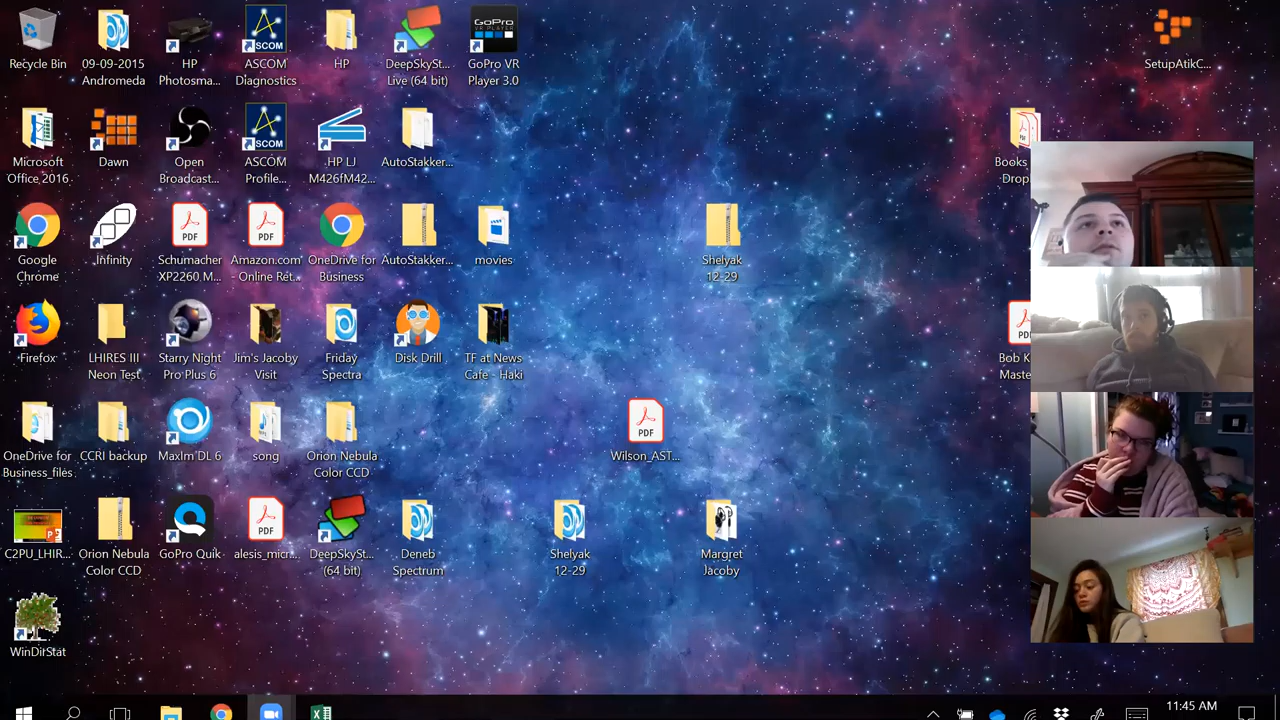 Recycle Bin
09-09-2015
Andromeda
HP
Photosma...
ASCOM
ASCOM
Diagnostics
HP
DeepSkySt...
Live (64 bit)
GoPro
VR PLAYER
GoPro VR
Player 3.0
SetupAtikC...
Microsoft
Office 2016
Dawn
Open
Broadcast...
ASCOM
ASCOM
Profile...
HP LJ
M426fM42...
AutoStakker...
Books
Drop
Google
Chrome
Infinity
PDF
Schumacher
XP2260 M...
PDF
Amazon.com
- Online Ret...
OneDrive for
Business
AutoStakker...
movies
Shelyak
12-29
Firefox
LHIRES III
Neon Test
Starry Night
Pro Plus 6
Jim's Jacoby
Visit
Friday
Spectra
Disk Drill
TF at News
Cafe - Haki
Bob K
Maste
OneDrive for
Business_files
CCRI backup
MaxIm DL 6
song
Orion Nebula
Color CCD
PDF
Wilson_AST...
C2PU_LHIR...
Orion Nebula
Color CCD
GoPro Quik
PDF
alesis_micr...
DeepSkySt...
(64 bit)
Deneb
Spectrum
Shelyak
12-29
Margret
Jacoby
WinDirStat
11:45 AM